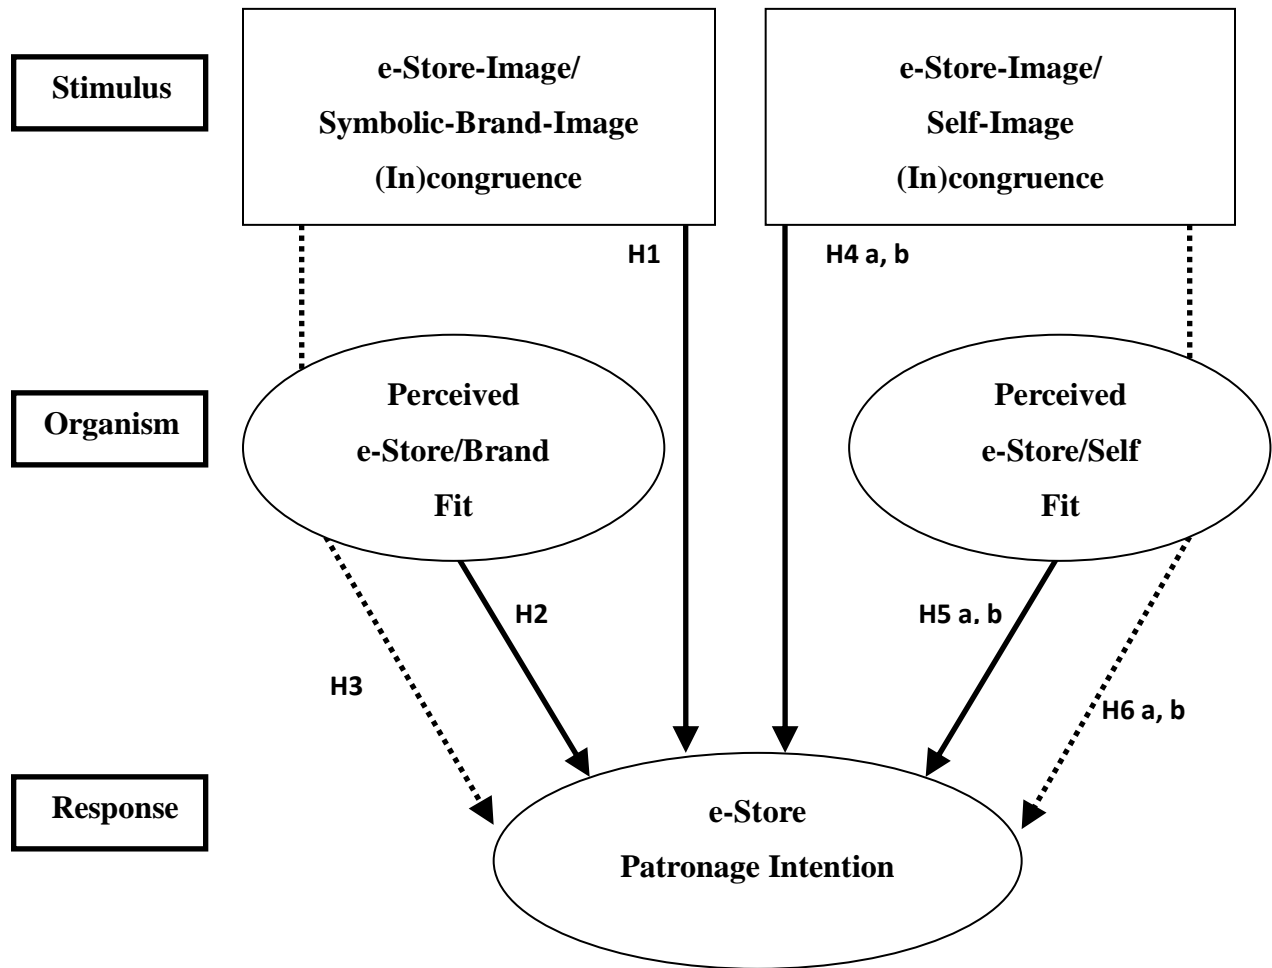 Stimulus
e-Store-Image/
Symbolic-Brand-Image
(In)congruence
e-Store-Image/
Self-Image
(In)congruence
H1
H4 a, b
Organism
Perceived
e-Store/Brand
Fit
Perceived
e-Store/Self
Fit
H2
H5 a, b
H3
H6 a, b
Response
e-Store
Patronage Intention